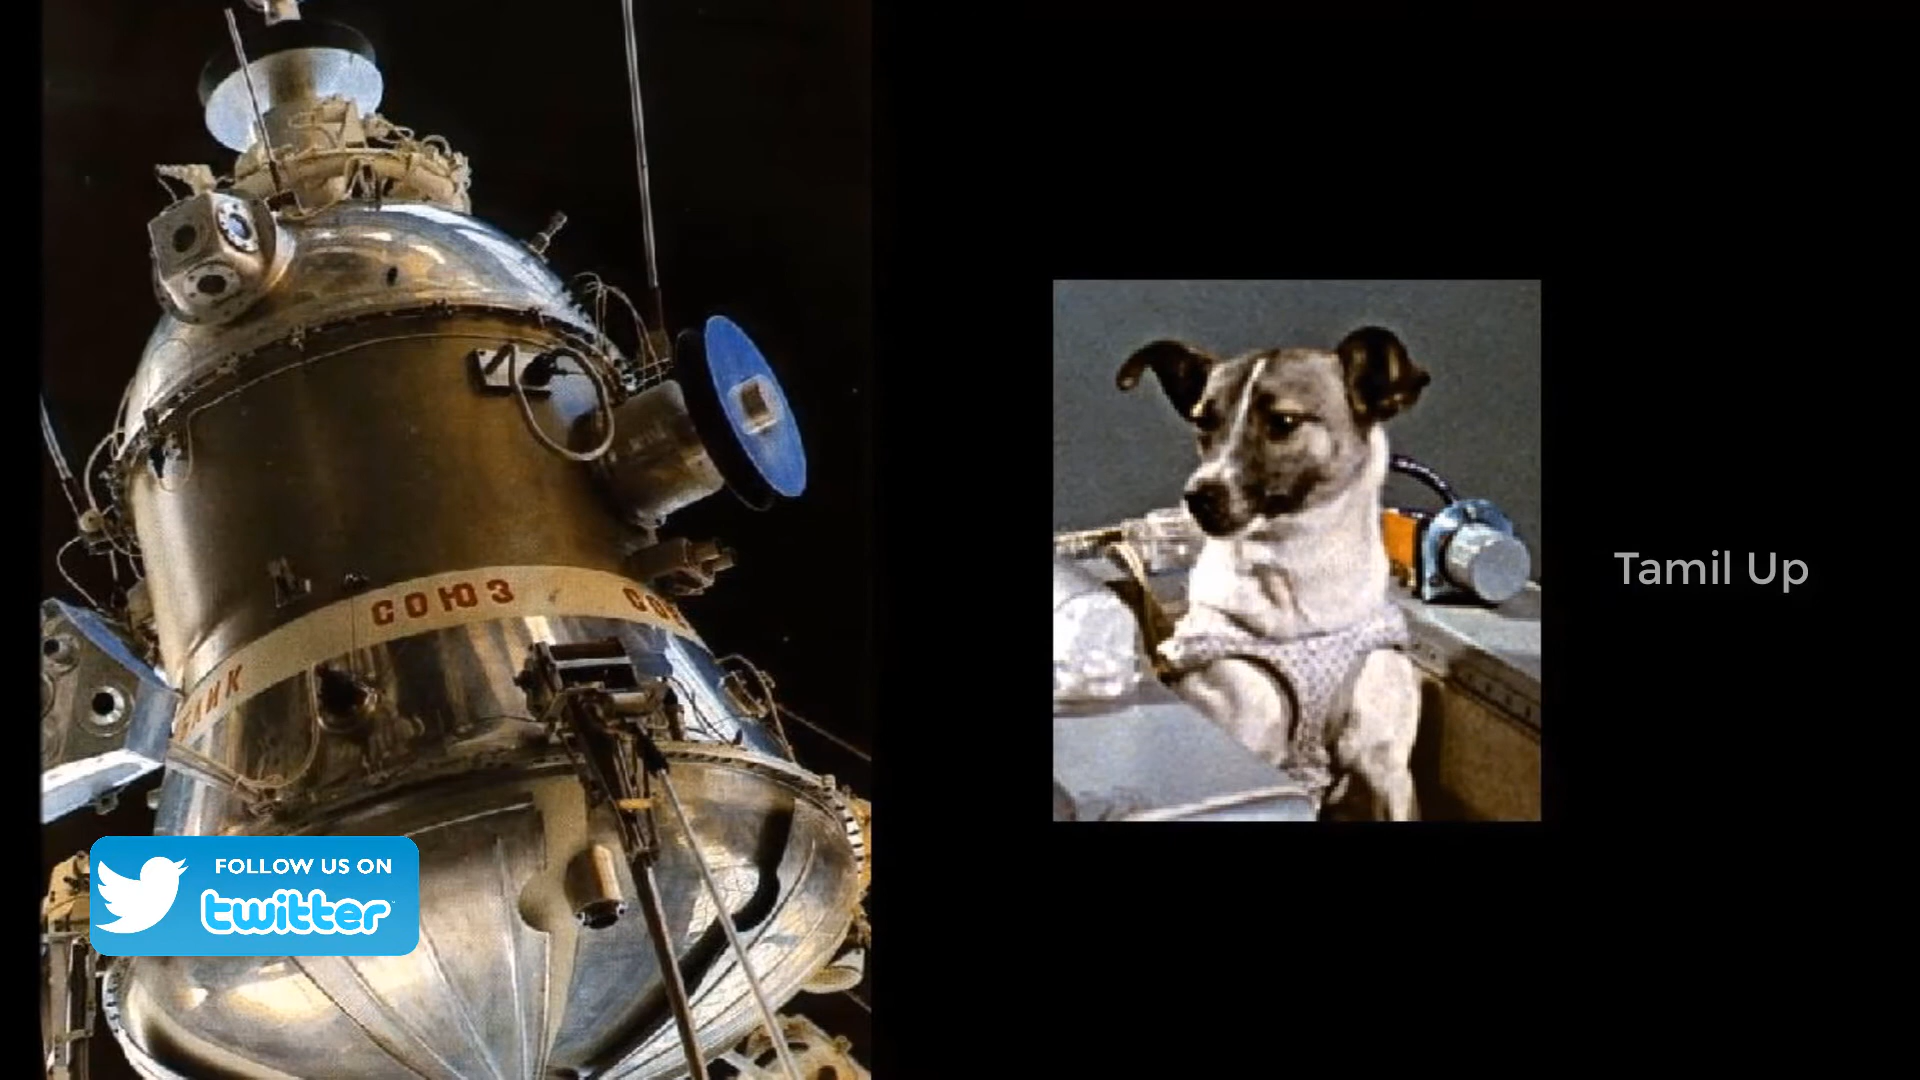 СОЮЗ
FOLLOW US ON
twitter
Tamil Up